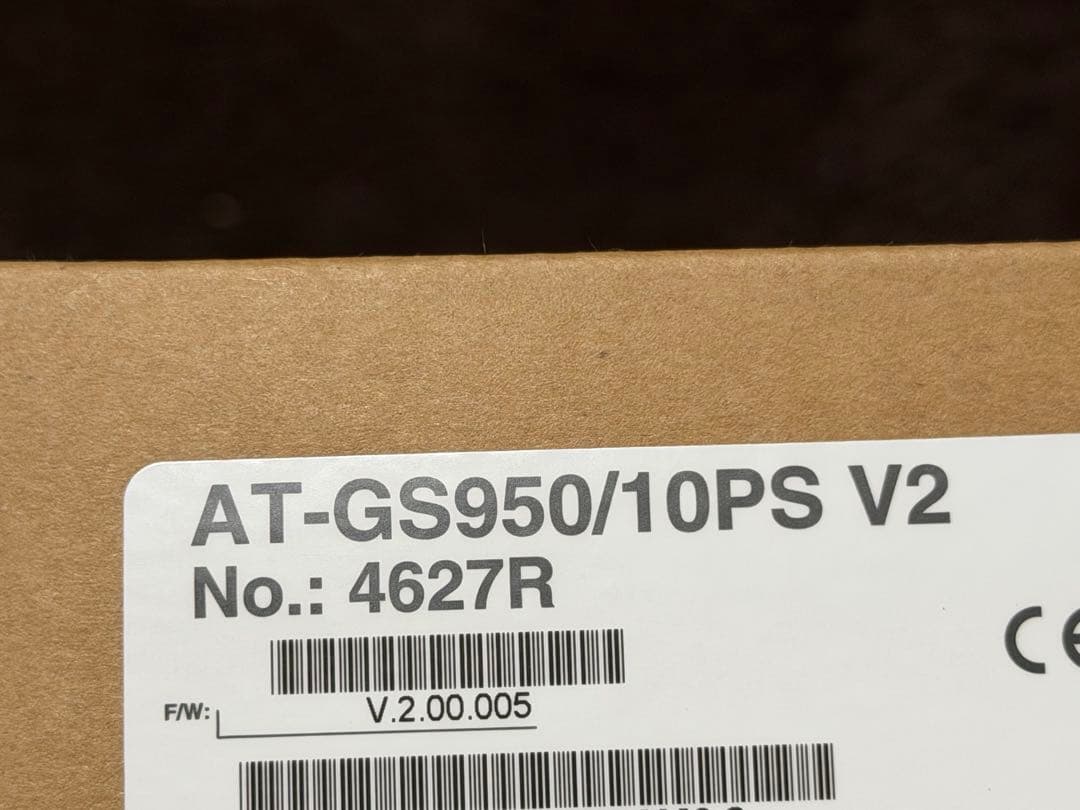 AT-GS950/10PS V2
No.: 4627R
CE
F/W: V.2.00.005